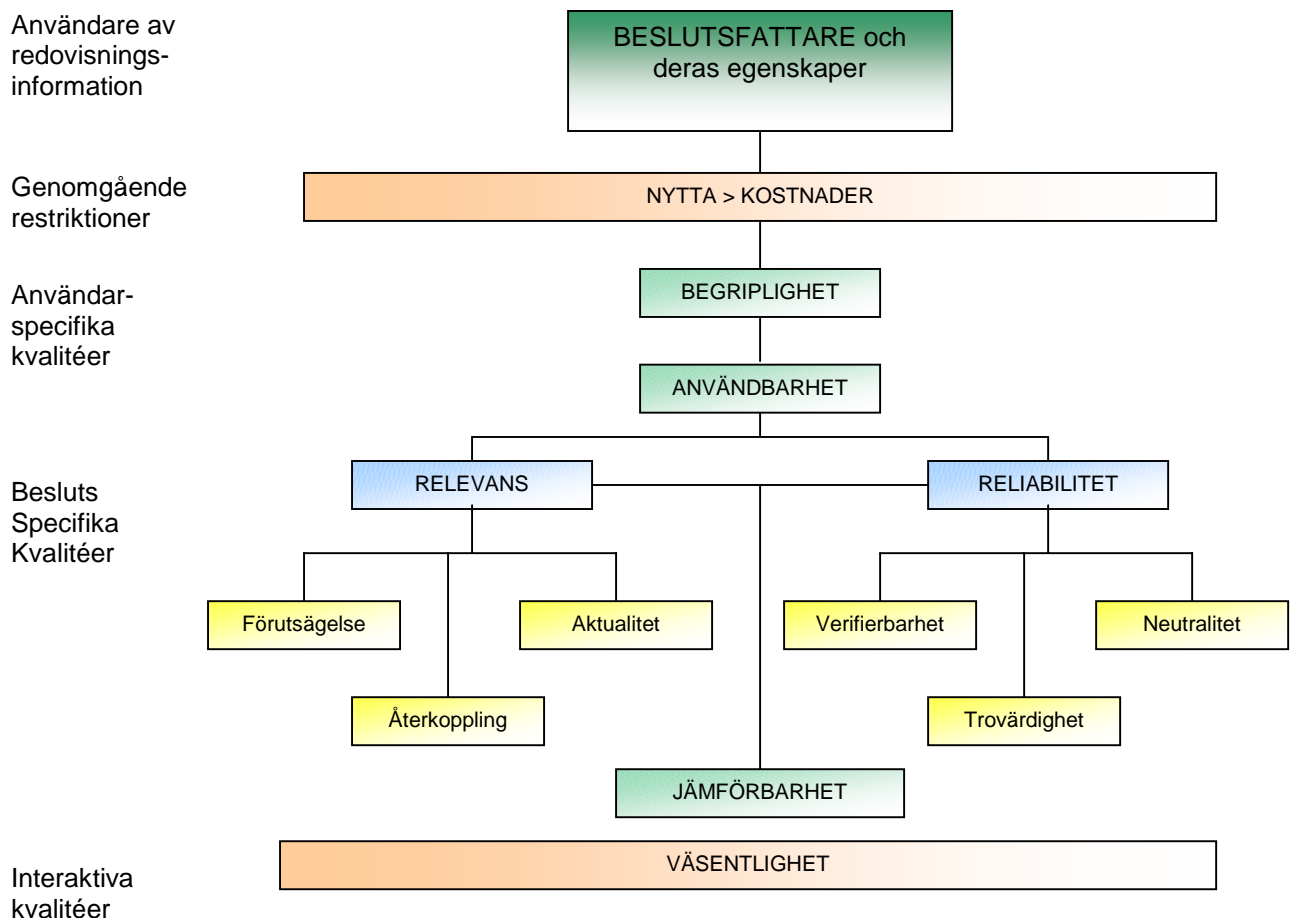 Användare av
redovisnings-
information
BESLUTSFATTARE och
deras egenskaper
Genomgående
restriktioner
NYTTA > KOSTNADER
Användar-
specifika
kvalitéer
BEGRIPLIGHET
ANVÄNDBARHET
Besluts
Specifika
Kvalitéer
RELEVANS
RELIABILITET
Förutsägelse
Aktualitet
Verifierbarhet
Neutralitet
Återkoppling
Trovärdighet
JÄMFÖRBARHET
Interaktiva
kvalitéer
VÄSENTLIGHET